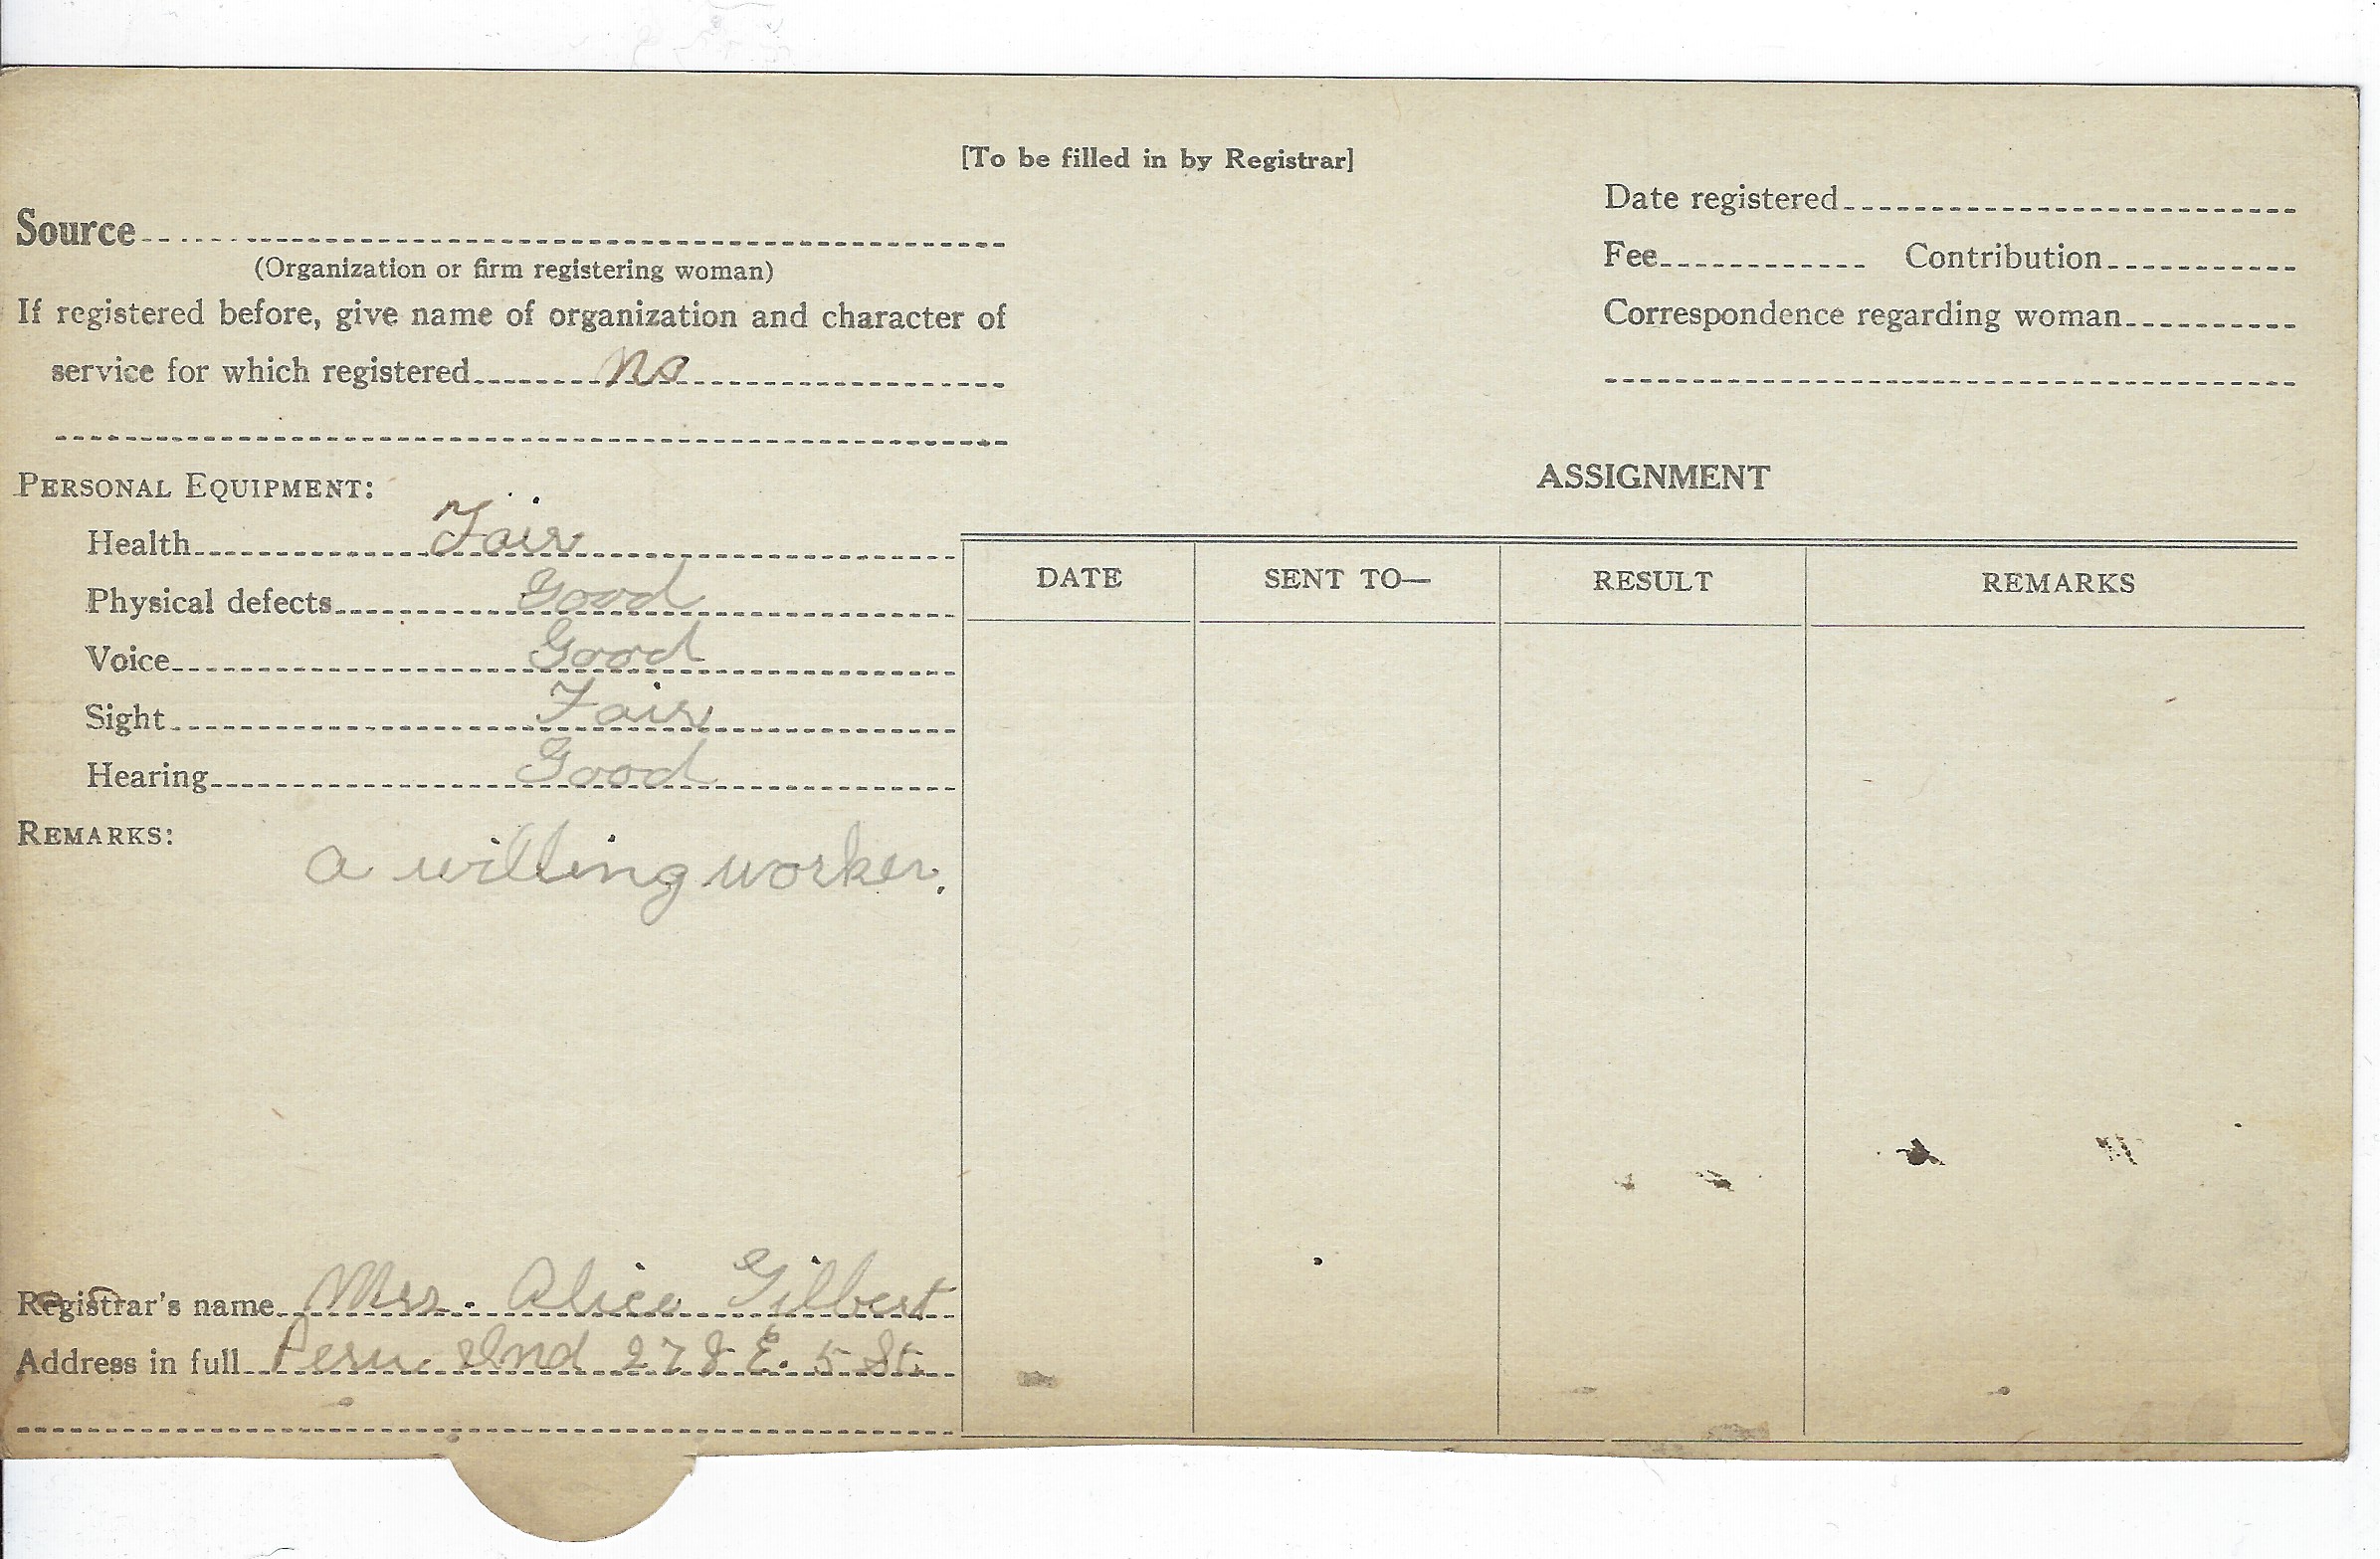 [To be filled in by Registrar]
Source
(Organization or firm registering woman)
If registered before, give name of organization and character of
service for which registered no
Date registered
Fee Contribution
Correspondence regarding woman
PERSONAL EQUIPMENT:
Health Fair
Physical defects Good
Voice Good
Sight Fair
Hearing Good
REMARKS:
a willing worker.
Registrar's name Mrs. Alice Gilbert
Address in full Peru Ind 278 E. 5 St.
ASSIGNMENT
DATE SENT TO— RESULT REMARKS